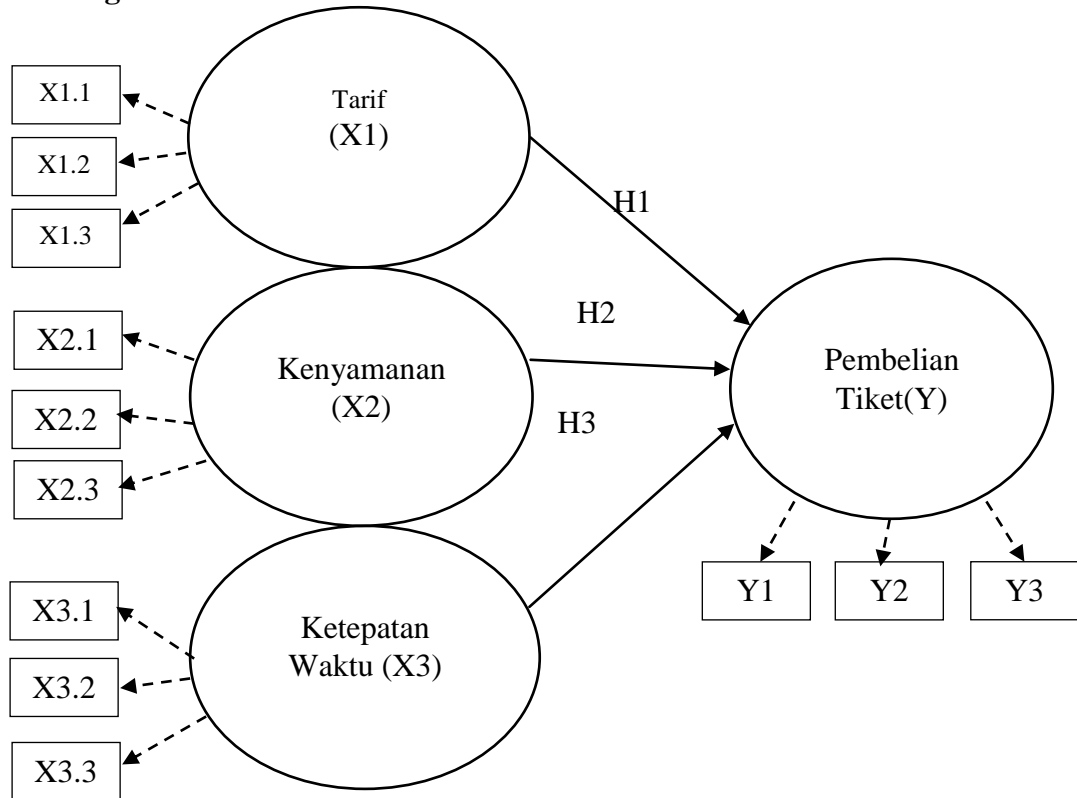 X1.1
X1.2
X1.3
Tarif
(X1)
H1
X2.1
X2.2
X2.3
Kenyamanan
(X2)
H2
H3
Pembelian
Tiket(Y)
X3.1
X3.2
X3.3
Ketepatan
Waktu (X3)
Y1
Y2
Y3